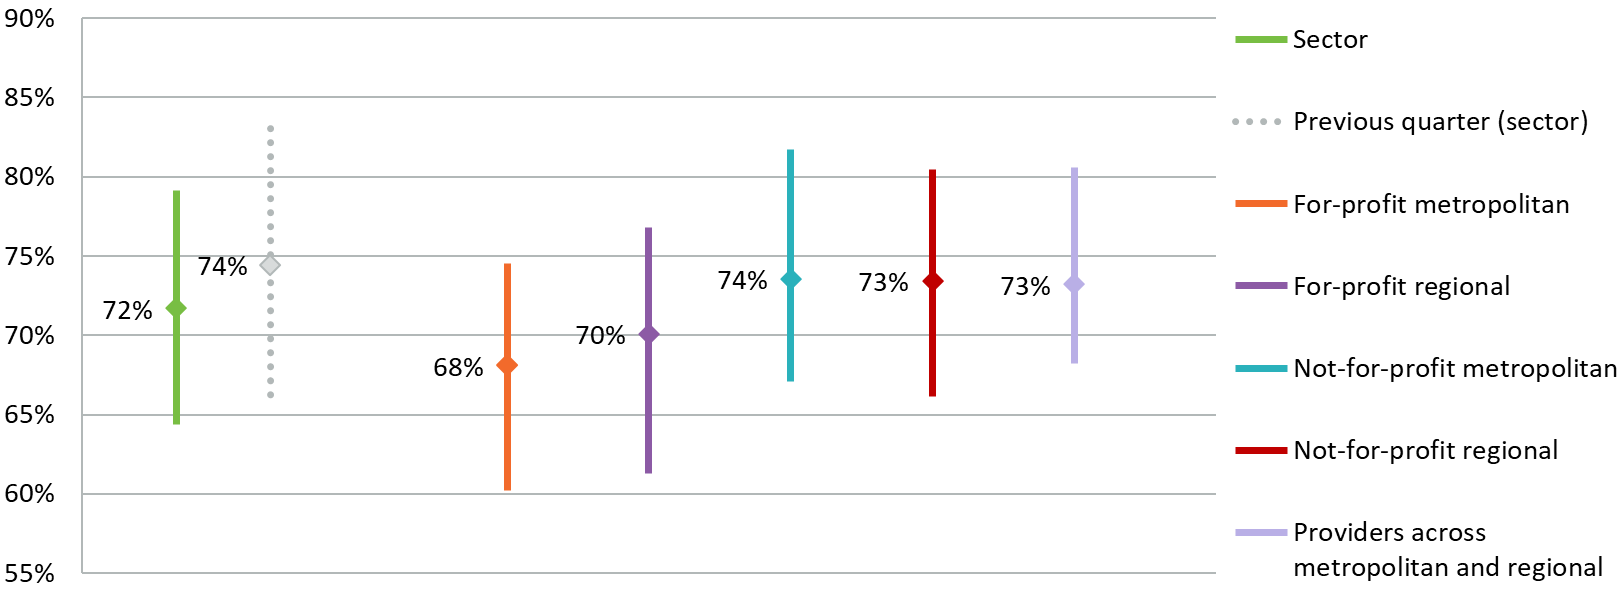 90%
85%
80%
75%
70%
65%
60%
55%
72%
74%
68%
70%
74%
73%
73%
Sector
Previous quarter (sector)
For-profit metropolitan
For-profit regional
Not-for-profit metropolitan
Not-for-profit regional
Providers across
metropolitan and regional